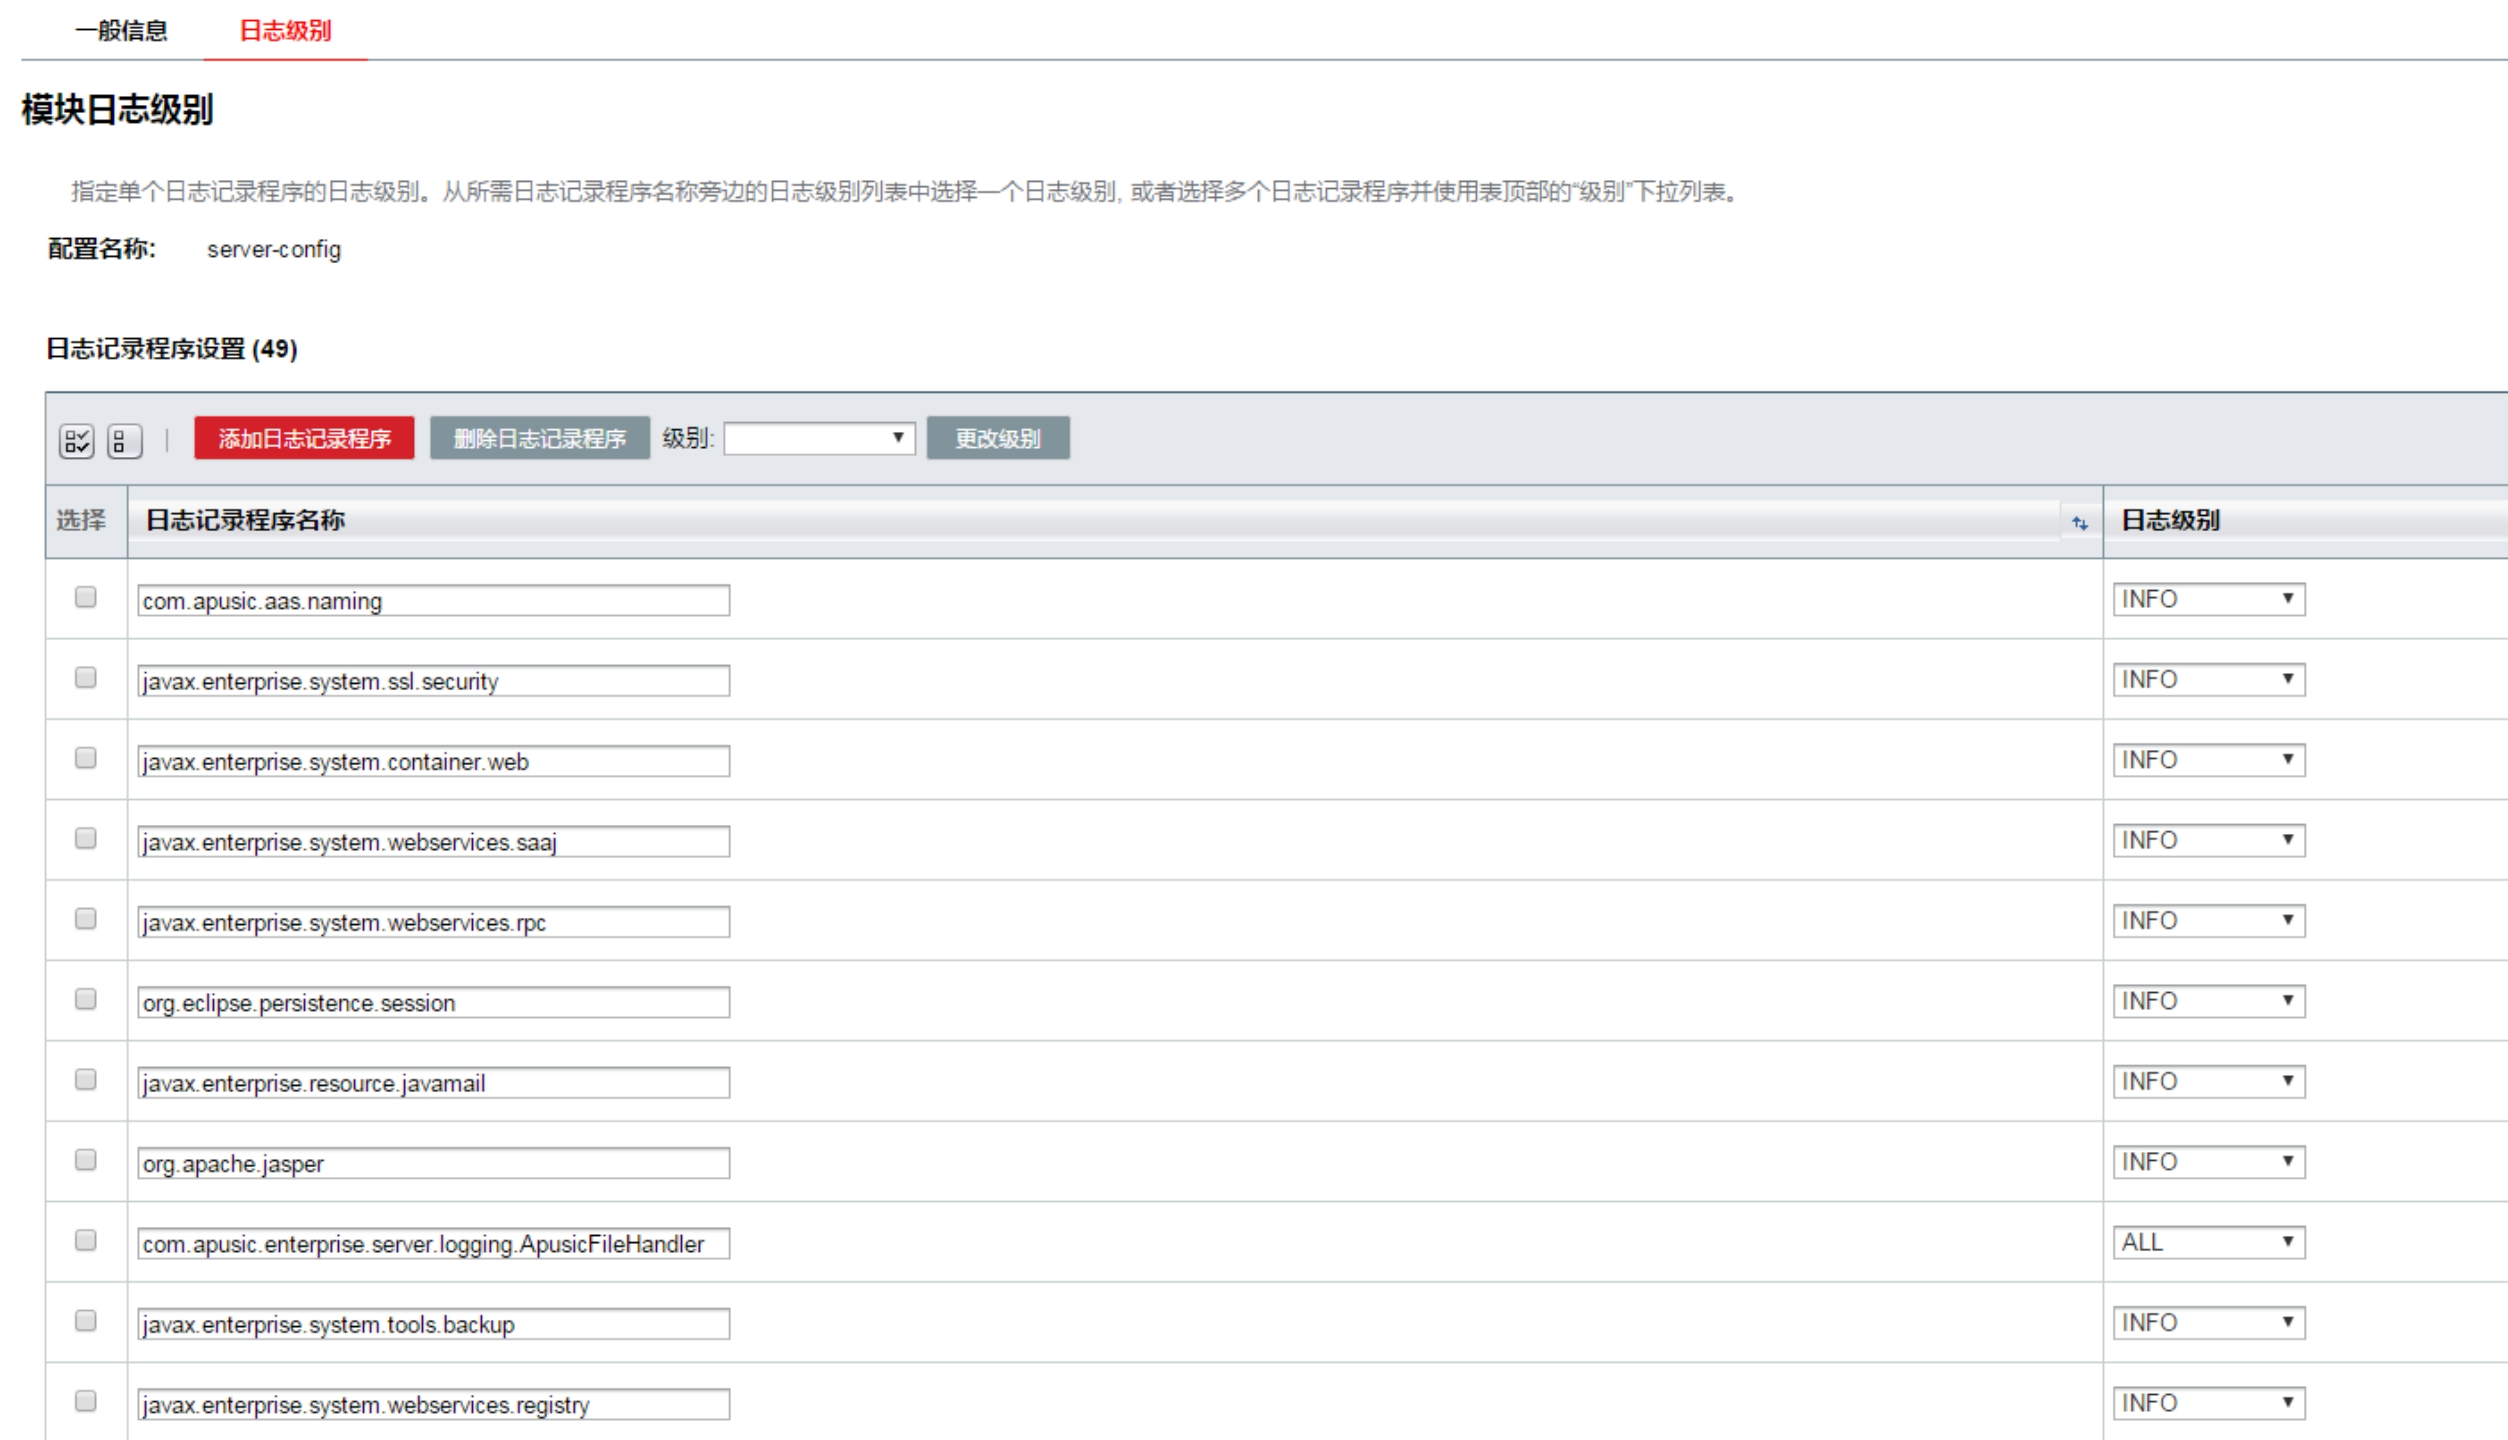 一般信息 日志级别
模块日志级别
指定单个日志记录程序的日志级别。从所需日志记录程序名称旁边的日志级别列表中选择一个日志级别, 或者选择多个日志记录程序并使用表顶部的“级别”下拉列表。
配置名称: server-config
日志记录程序设置 (49)
添加日志记录程序 删除日志记录程序 级别: 更改级别
选择 日志记录程序名称 日志级别
com.apusic.aas.naming INFO
javax.enterprise.system.ssl.security INFO
javax.enterprise.system.container.web INFO
javax.enterprise.system.webservices.saaj INFO
javax.enterprise.system.webservices.rpc INFO
org.eclipse.persistence.session INFO
javax.enterprise.resource.javamail INFO
org.apache.jasper INFO
com.apusic.enterprise.server.logging.ApusicFileHandler ALL
javax.enterprise.system.tools.backup INFO
javax.enterprise.system.webservices.registry INFO